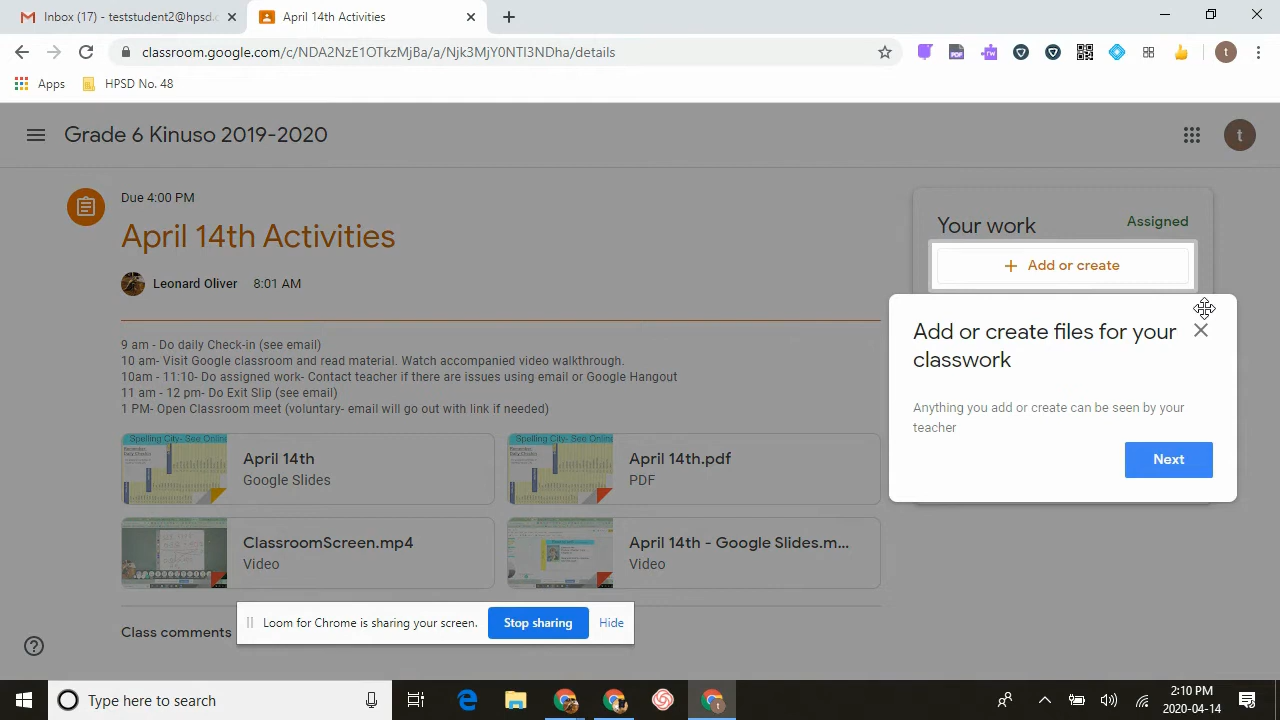 Inbox (17) - teststudent2@hpsd.c
April 14th Activities
classroom.google.com/c/NDA2NzE1OTkzMjBa/a/Njk3MjY0NTI3NDha/details
Apps
HPSD No. 48
Grade 6 Kinuso 2019-2020
t
Due 4:00 PM
April 14th Activities
Leonard Oliver 8:01 AM
9 am - Do daily Check-in (see email)
10 am- Visit Google classroom and read material. Watch accompanied video walkthrough.
10am - 11:10- Do assigned work- Contact teacher if there are issues using email or Google Hangout
11 am - 12 pm- Do Exit Slip (see email)
1 PM- Open Classroom meet (voluntary- email will go out with link if needed)
Spelling City- See Online
April 14th
Google Slides
Spelling City- See Online
April 14th.pdf
PDF
ClassroomScreen.mp4
Video
April 14th - Google Slides.m...
Video
Class comments
Your work
Assigned
+ Add or create
Add or create files for your
classwork
Anything you add or create can be seen by your
teacher
Next
Loom for Chrome is sharing your screen.
Stop sharing
Hide
Type here to search
2:10 PM
2020-04-14